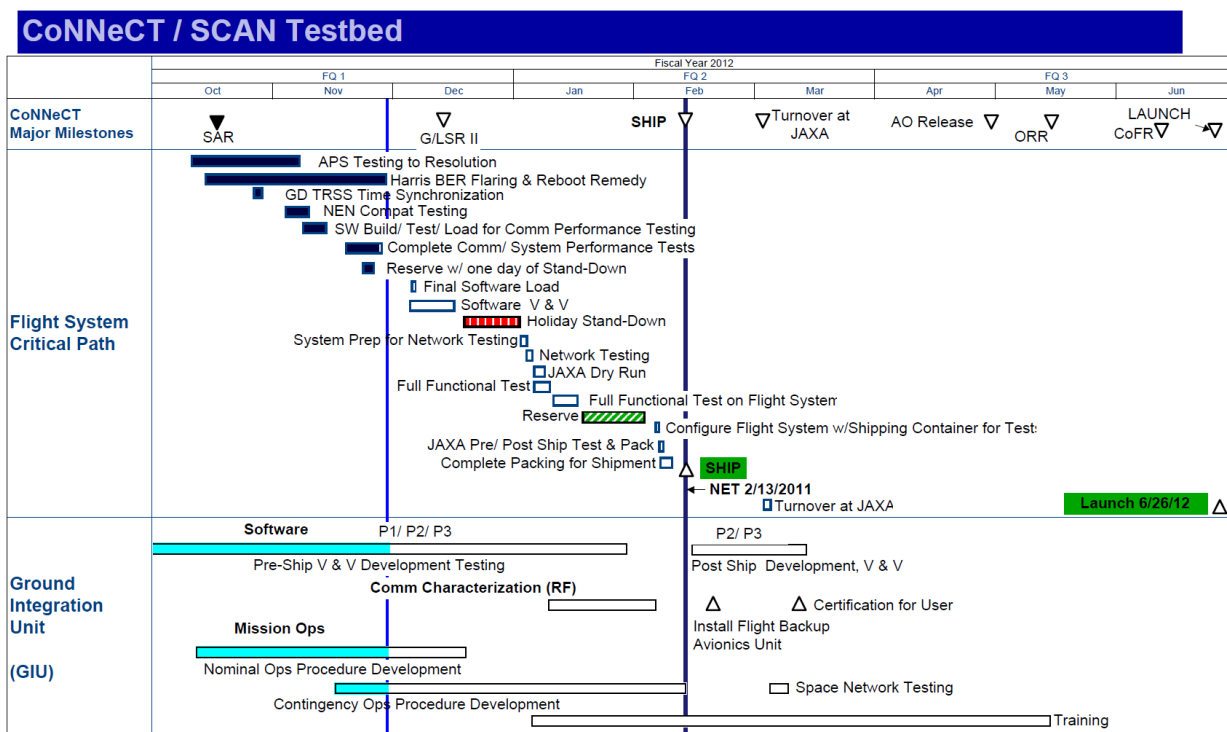 CoNNeCT / SCAN Testbed
Fiscal Year 2012
FQ 1 FQ 2 FQ 3
Oct Nov Dec Jan Feb Mar Apr May Jun
CoNNeCT
Major Milestones
SAR
G/LSR II
SHIP
Turnover at
JAXA
AO Release
ORR
CoFR
LAUNCH
Flight System
Critical Path
APS Testing to Resolution
Harris BER Flaring & Reboot Remedy
GD TRSS Time Synchronization
NEN Compat Testing
SW Build/ Test/ Load for Comm Performance Testing
Complete Comm/ System Performance Tests
Reserve w/ one day of Stand-Down
Final Software Load
Software V & V
Holiday Stand-Down
System Prep for Network Testing
Network Testing
JAXA Dry Run
Full Functional Test
Full Functional Test on Flight System
Reserve
Configure Flight System w/Shipping Container for Tests
JAXA Pre/ Post Ship Test & Pack
Complete Packing for Shipment
SHIP
NET 2/13/2011
Turnover at JAXA
Launch 6/26/12
Ground
Integration
Unit
(GIU)
Software
P1/ P2/ P3
Pre-Ship V & V Development Testing
P2/ P3
Post Ship Development, V & V
Comm Characterization (RF)
Install Flight Backup
Avionics Unit
Certification for User
Mission Ops
Nominal Ops Procedure Development
Contingency Ops Procedure Development
Space Network Testing
Training